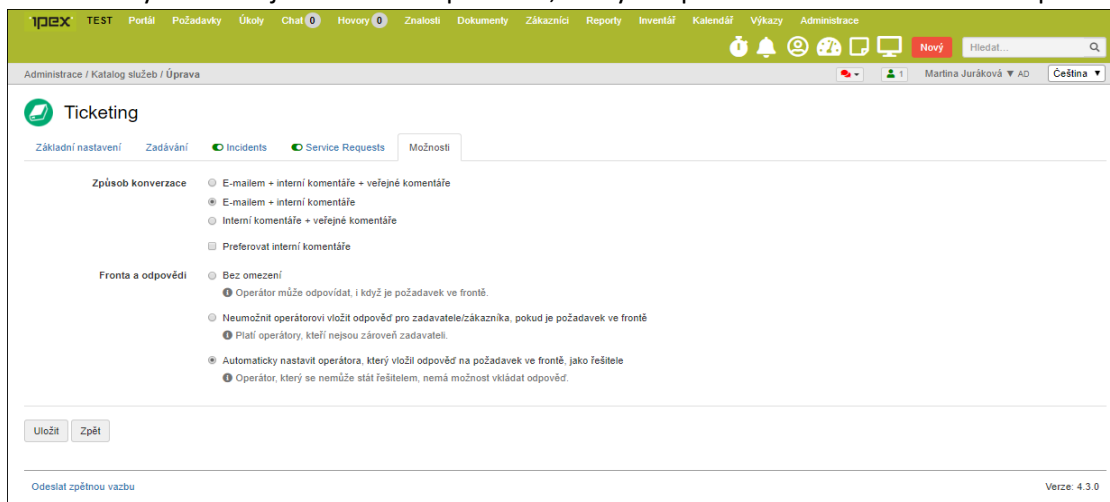 ipex TEST Portál Požadavky Úkoly Chat 0 Hovory 0 Znalosti Dokumenty Zákazníci Reporty Inventář Kalendář Výkazy Administrace
Nový Hledat...
Administrace / Katalog služeb / Úprava 1 Martina Juráková ▼ AD Čeština ▼
Ticketing
Základní nastavení Zadávání Incidents Service Requests Možnosti
Způsob konverzace E-mailem + interní komentáře + veřejné komentáře
E-mailem + interní komentáře
Interní komentáře + veřejné komentáře
Preferovat interní komentáře
Fronta a odpovědi Bez omezení
Operátor může odpovídat, i když je požadavek ve frontě.
Neumožnit operátorovi vložit odpověď pro zadavatele/zákazníka, pokud je požadavek ve frontě
Platí operátory, kteří nejsou zároveň zadavateli.
Automaticky nastavit operátora, který vložil odpověď na požadavek ve frontě, jako řešitele
Operátor, který se nemůže stát řešitelem, nemá možnost vkládat odpověď.
Uložit Zpět
Odeslat zpětnou vazbu Verze: 4.3.0